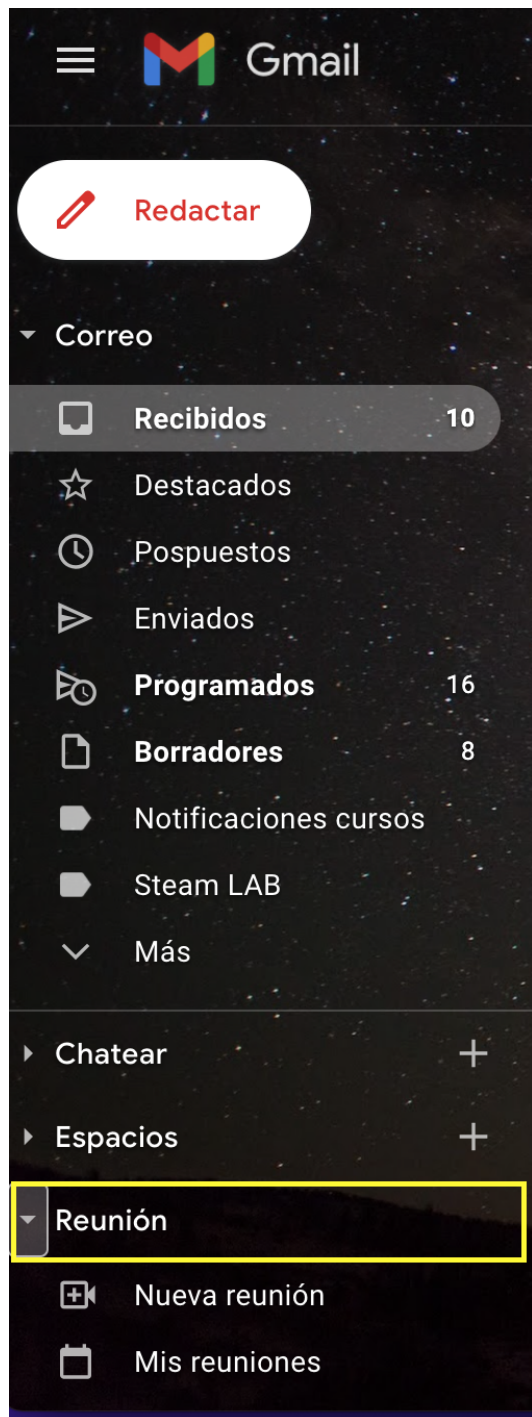 Gmail
Redactar
Correo
Recibidos 10
Destacados
Pospuestos
Enviados
Programados 16
Borradores 8
Notificaciones cursos
Steam LAB
Más
Chatear
Espacios
Reunión
Nueva reunión
Mis reuniones